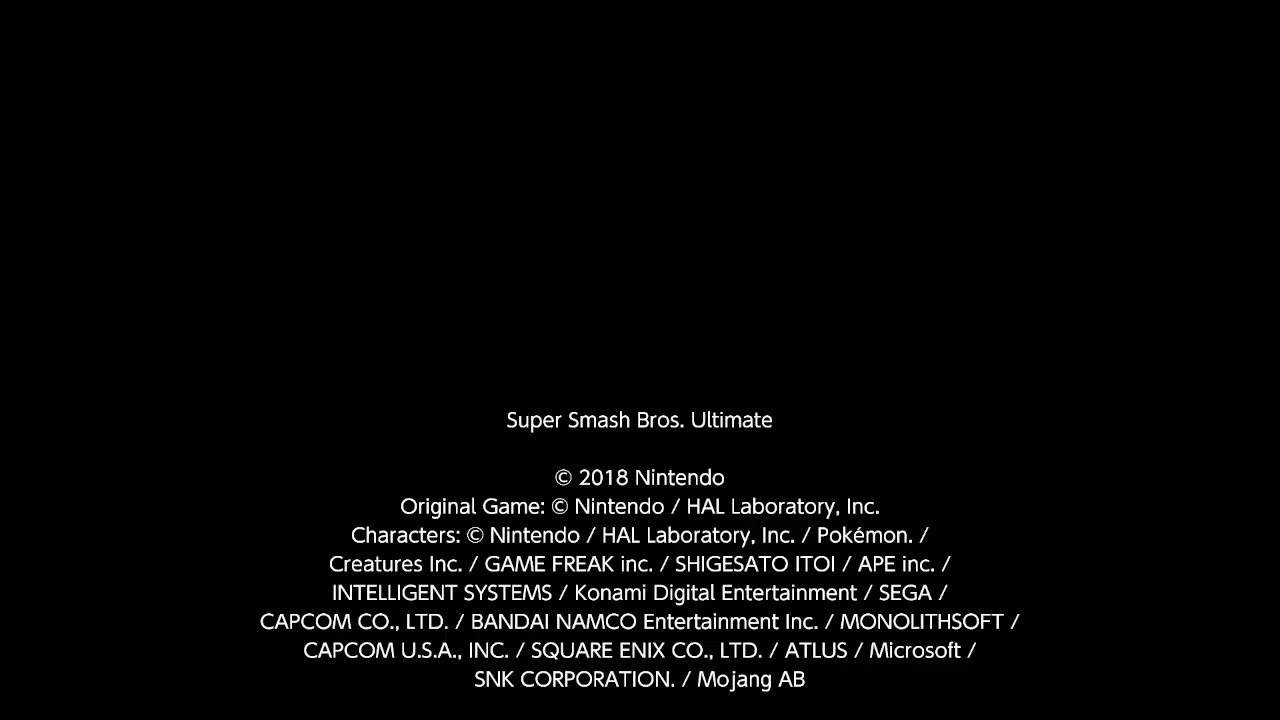 Super Smash Bros. Ultimate
© 2018 Nintendo
Original Game: © Nintendo / HAL Laboratory, Inc.
Characters: © Nintendo / HAL Laboratory, Inc. / Pokémon. /
Creatures Inc. / GAME FREAK inc. / SHIGESATO ITOI / APE inc. /
INTELLIGENT SYSTEMS / Konami Digital Entertainment / SEGA /
CAPCOM CO., LTD. / BANDAI NAMCO Entertainment Inc. / MONOLITHSOFT /
CAPCOM U.S.A., INC. / SQUARE ENIX CO., LTD. / ATLUS / Microsoft /
SNK CORPORATION. / Mojang AB